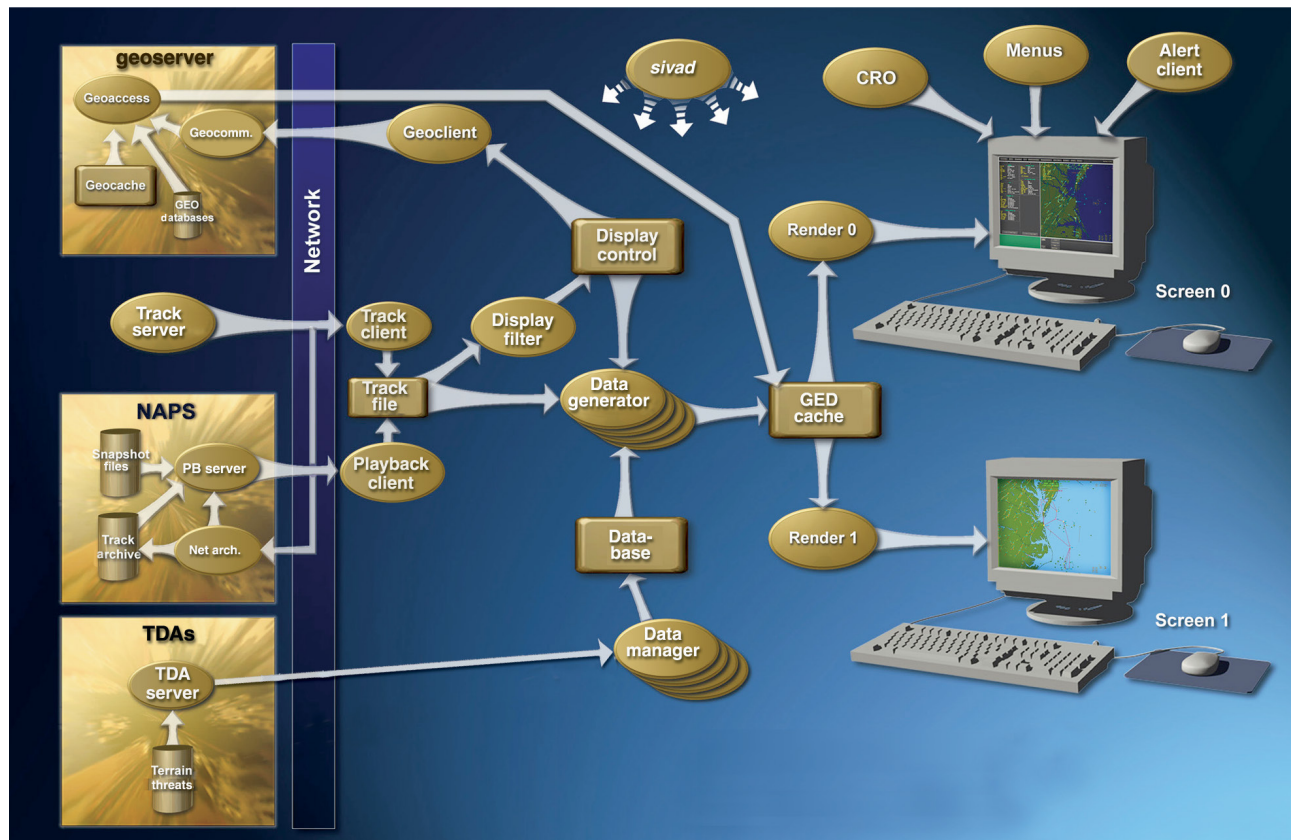 geoserver
Geoaccess
Geocomm.
Geocache
GEO
databases
Network
Geoclient
sivad
CRO
Menus
Alert
client
Display
control
Render 0
Screen 0
Track
server
Track
client
Display
filter
Track
file
Data
generator
GED
cache
NAPS
Snapshot
files
PB server
Playback
client
Track
archive
Net arch.
Data-
base
Render 1
Screen 1
TDAs
TDA
server
Data
manager
Terrain
threats